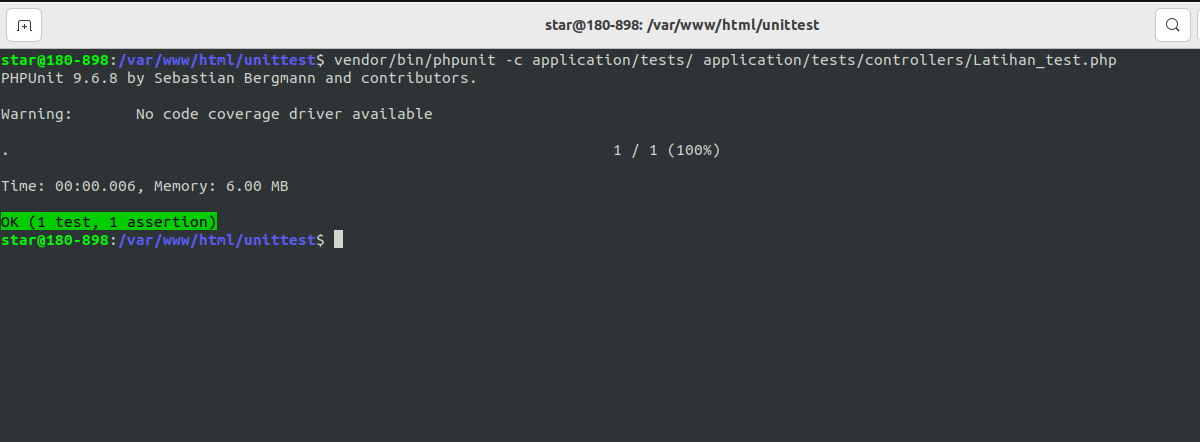 star@180-898: /var/www/html/unittest
star@180-898:/var/www/html/unittest$ vendor/bin/phpunit -c application/tests/ application/tests/controllers/Latihan_test.php
PHPUnit 9.6.8 by Sebastian Bergmann and contributors.
Warning:       No code coverage driver available
.                                                                   1 / 1 (100%)
Time: 00:00.006, Memory: 6.00 MB
OK (1 test, 1 assertion)
star@180-898:/var/www/html/unittest$